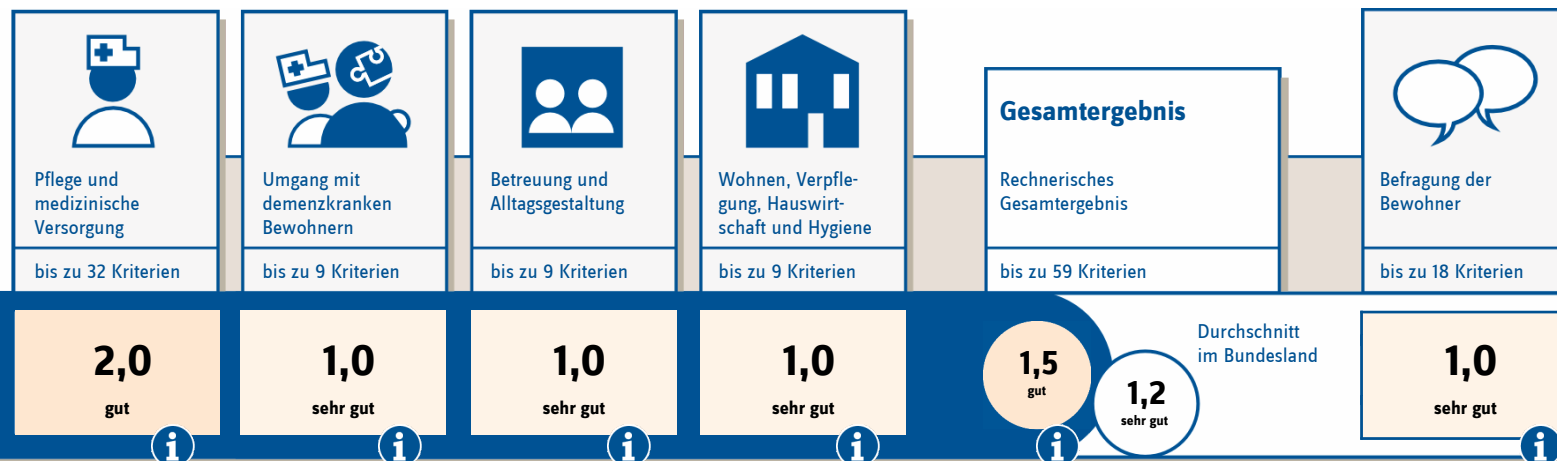 Pflege und
medizinische
Versorgung
bis zu 32 Kriterien
2,0
gut
Umgang mit
demenzkranken
Bewohnern
bis zu 9 Kriterien
1,0
sehr gut
Betreuung und
Alltagsgestaltung
bis zu 9 Kriterien
1,0
sehr gut
Wohnen, Verpfle-
gung, Hauswirt-
schaft und Hygiene
bis zu 9 Kriterien
1,0
sehr gut
Gesamtergebnis
Rechnerisches
Gesamtergebnis
bis zu 59 Kriterien
1,5
gut
1,2
sehr gut
Durchschnitt
im Bundesland
Befragung der
Bewohner
bis zu 18 Kriterien
1,0
sehr gut